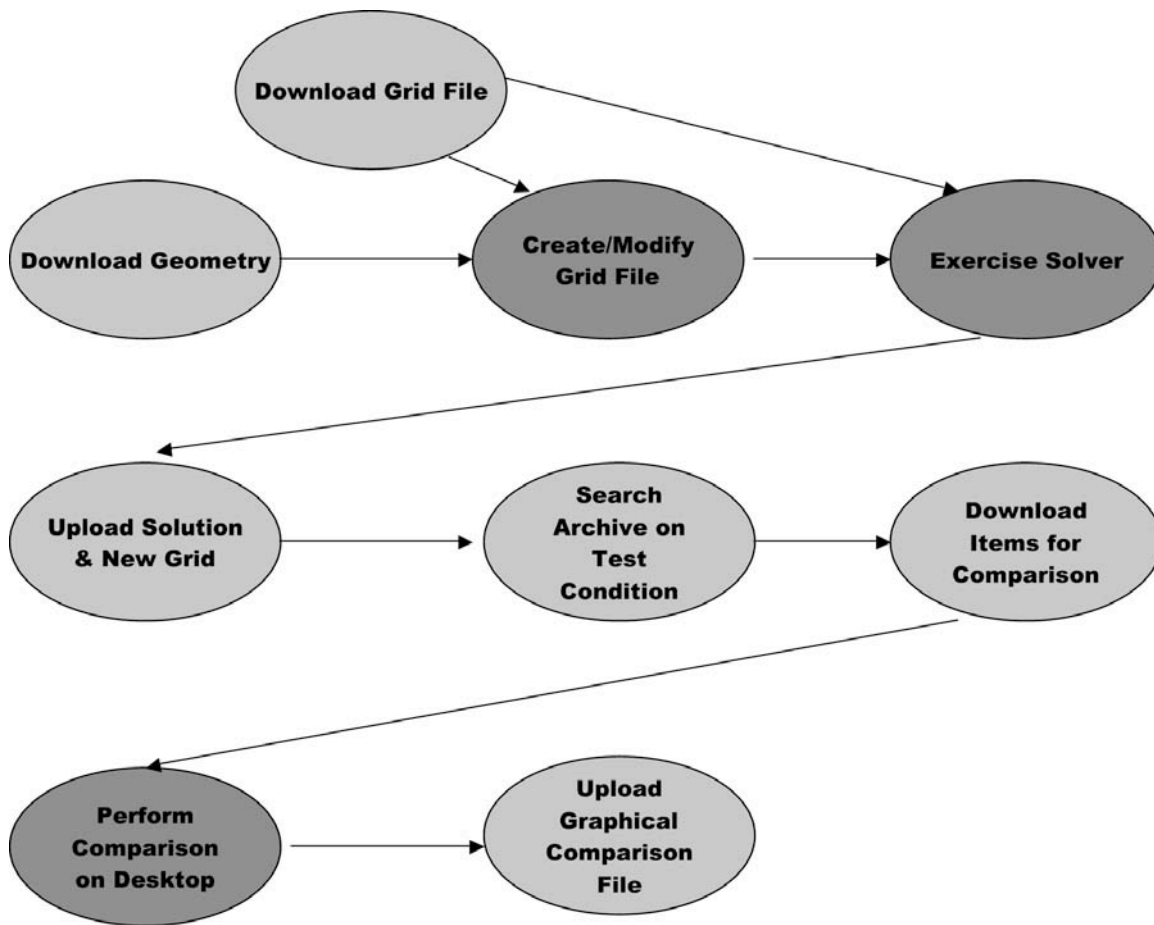 Download Grid File
Download Geometry
Create/Modify
Grid File
Exercise Solver
Upload Solution
& New Grid
Search
Archive on
Test
Condition
Download
Items for
Comparison
Perform
Comparison
on Desktop
Upload
Graphical
Comparison
File